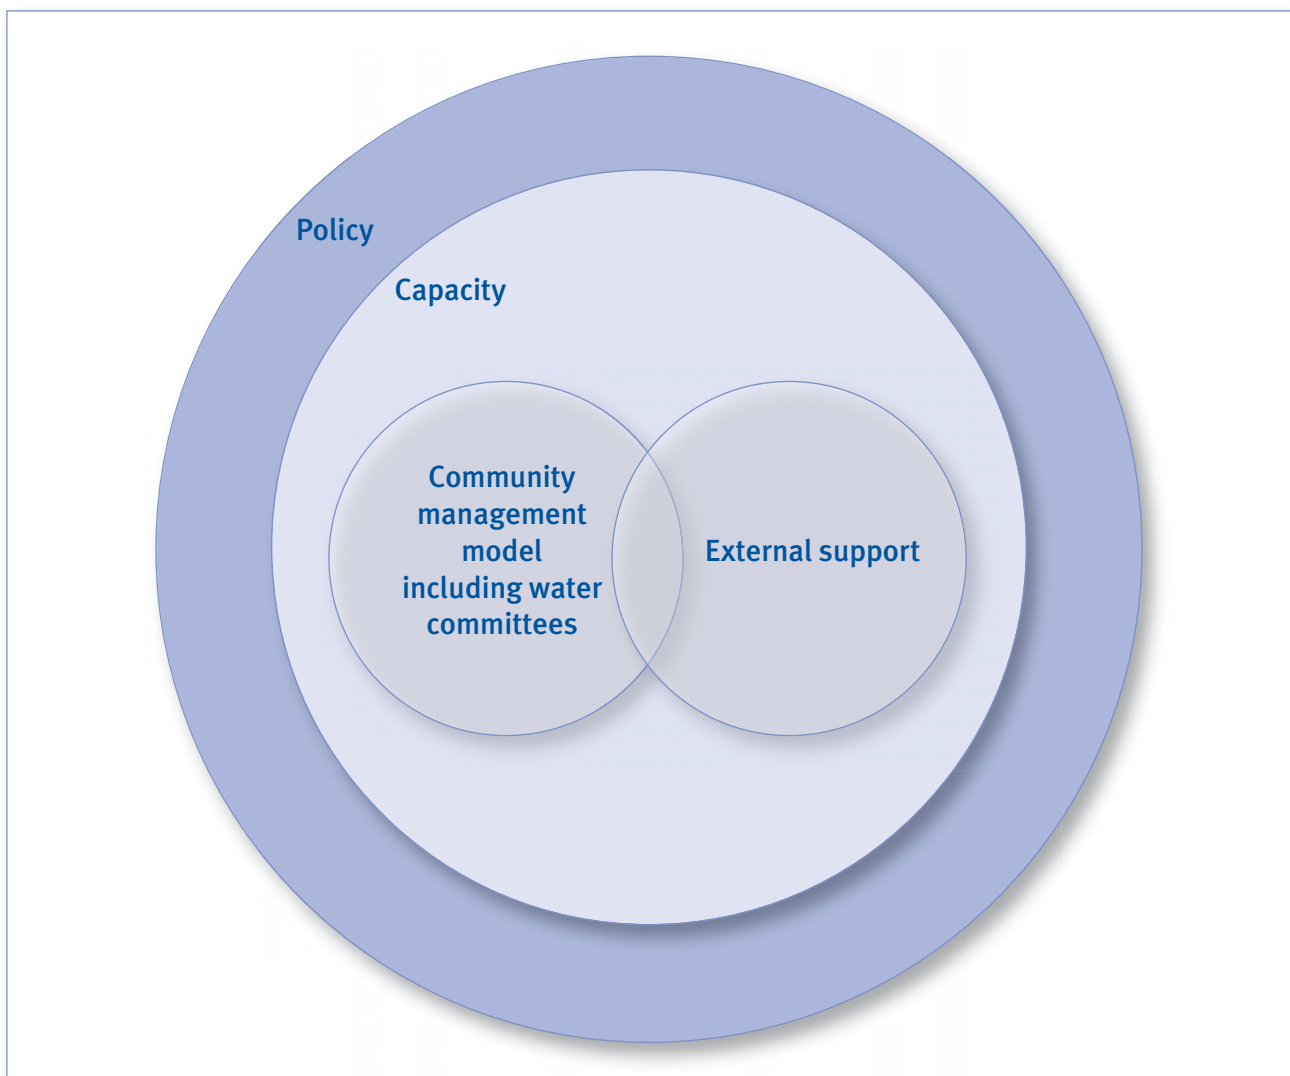 Policy
Capacity
Community
management
model
including water
committees
External support